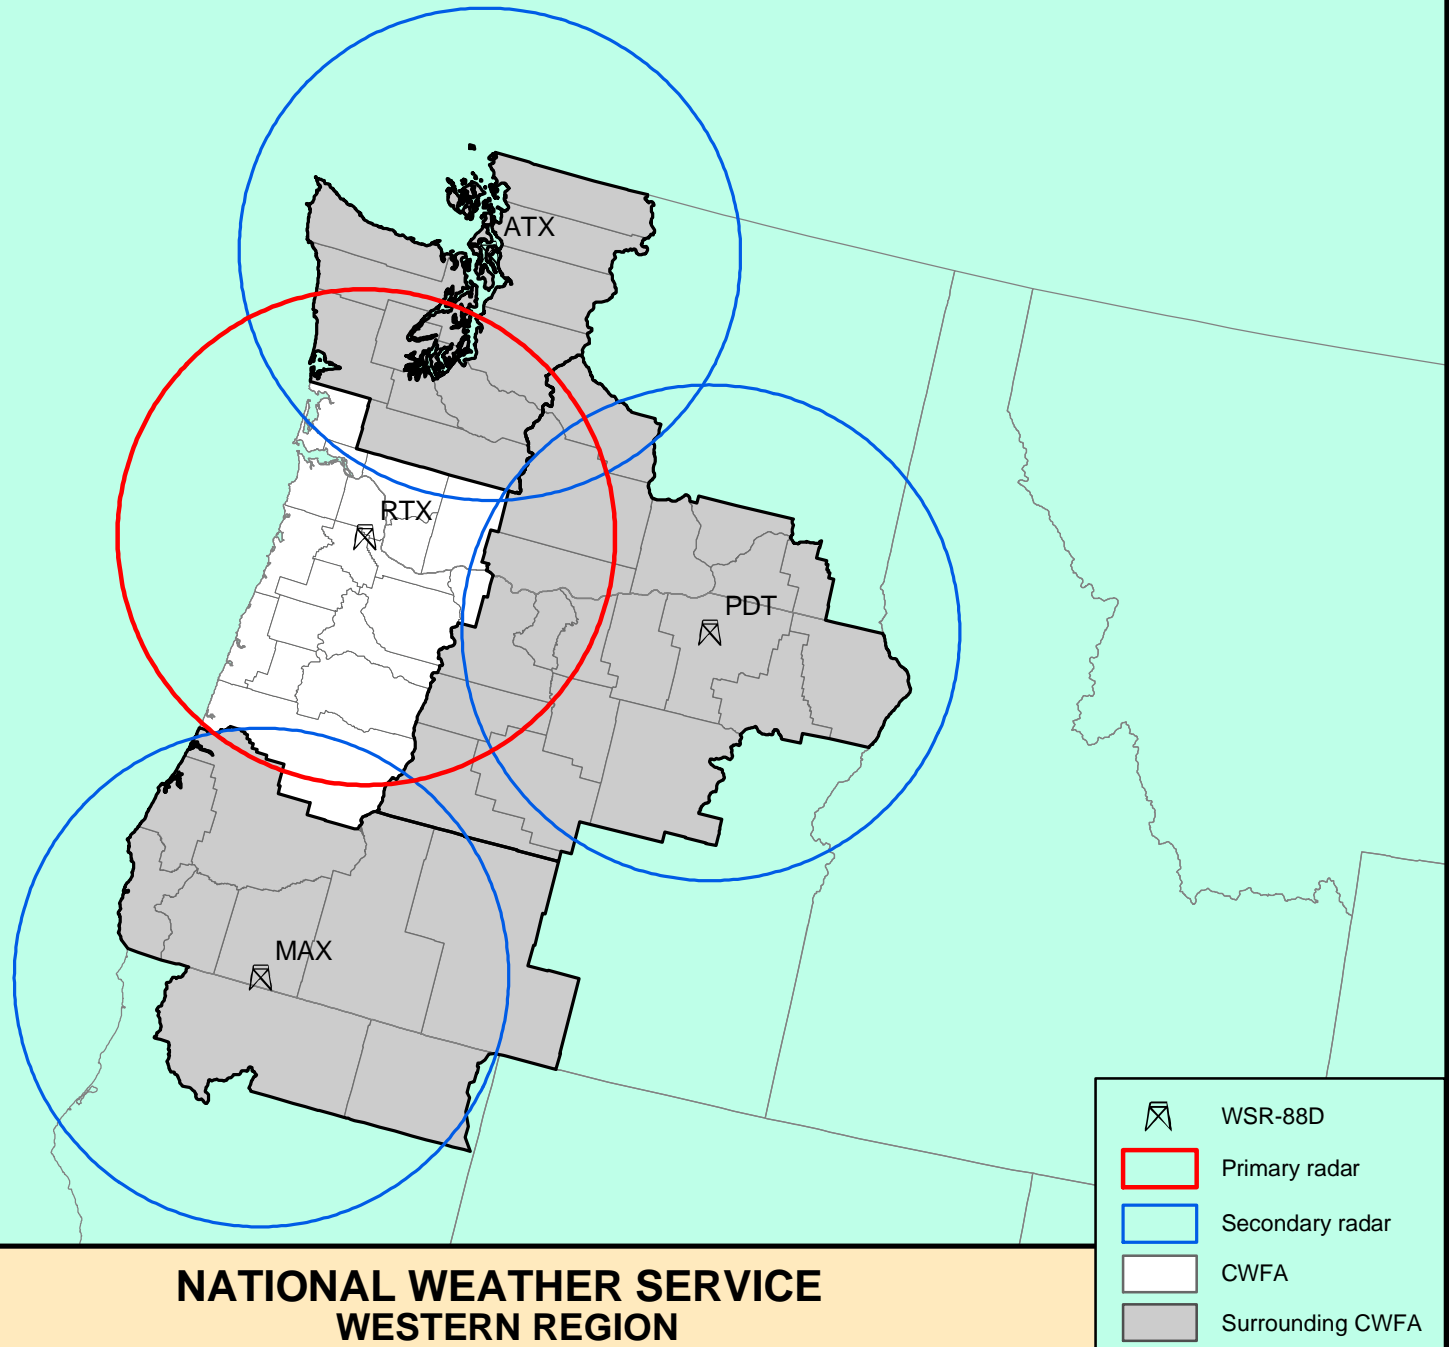 ATX
RTX
PDT
MAX
WSR-88D
Primary radar
Secondary radar
CWFA
Surrounding CWFA
NATIONAL WEATHER SERVICE
WESTERN REGION